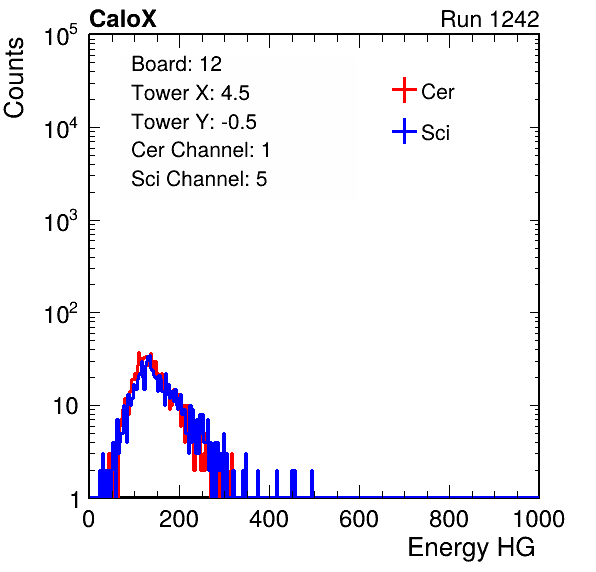 CaloX Run 1242
Counts
10^5
10^4
10^3
10^2
10
1
Board: 12
Tower X: 4.5
Tower Y: -0.5
Cer Channel: 1
Sci Channel: 5
Cer
Sci
0 200 400 600 800 1000
Energy HG